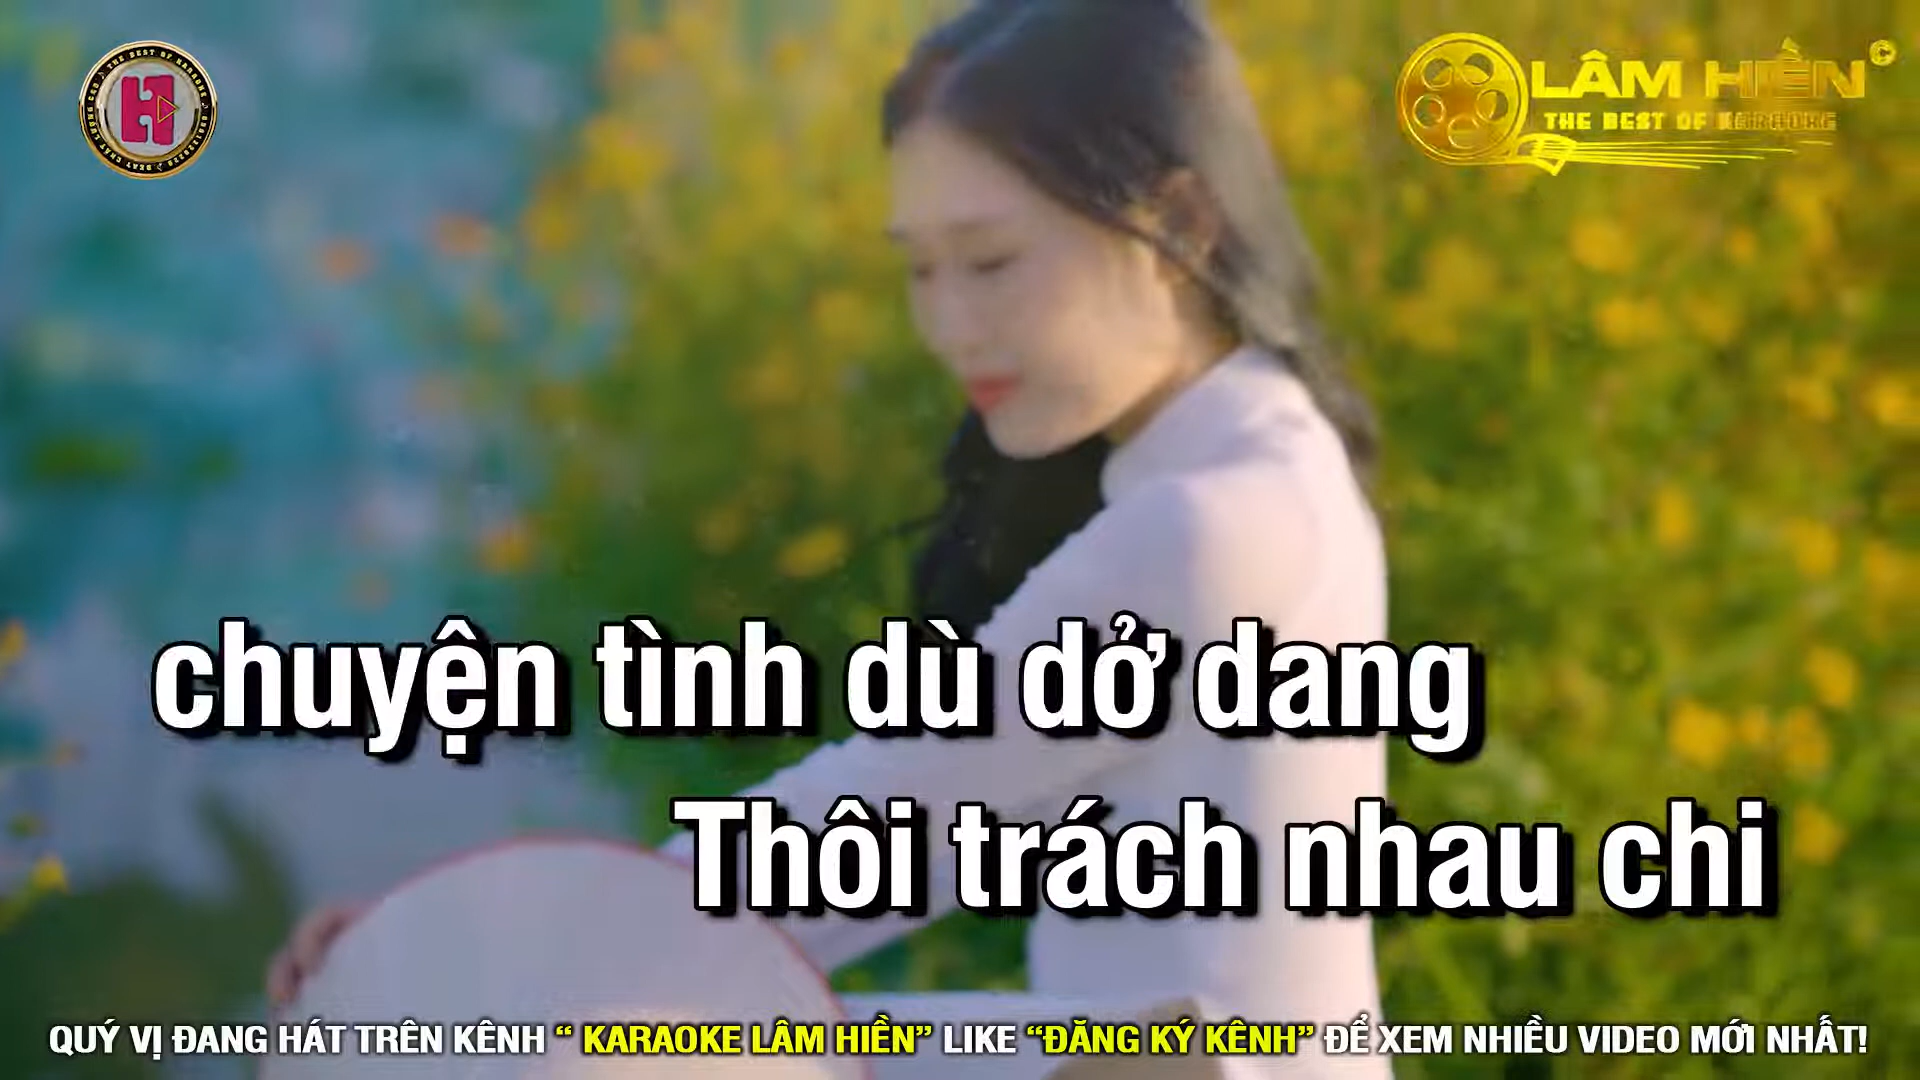 LÂM HIỀN ©
THE BEST OF KARAOKE
chuyện tình dù dở dang
Thôi trách nhau chi
QUÝ VỊ ĐANG HÁT TRÊN KÊNH “ KARAOKE LÂM HIỀN” LIKE “ĐĂNG KÝ KÊNH” ĐỂ XEM NHIỀU VIDEO MỚI NHẤT!